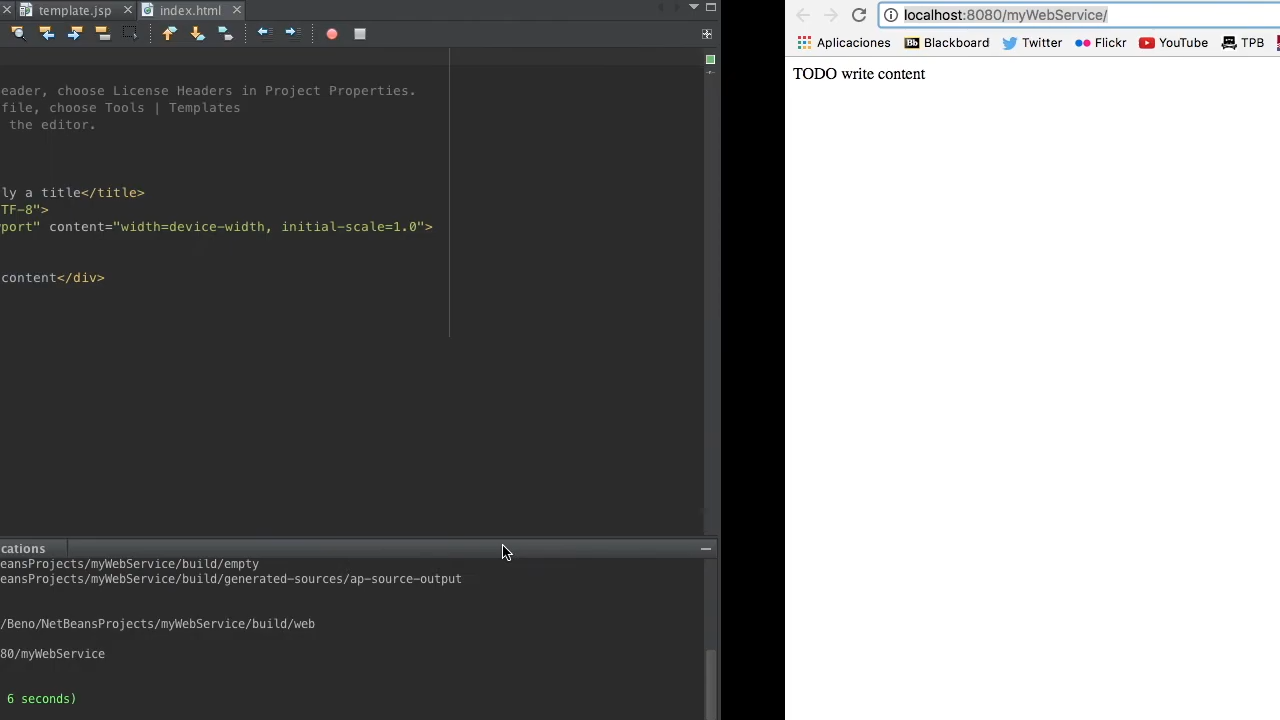 template.jsp
index.html
eader, choose License Headers in Project Properties.
file, choose Tools | Templates
the editor.
ly a title</title>
TF-8">
port" content="width=device-width, initial-scale=1.0">
content</div>
cations
eansProjects/myWebService/build/empty
eansProjects/myWebService/build/generated-sources/ap-source-output
/Beno/NetBeansProjects/myWebService/build/web
80/myWebService
6 seconds)
localhost:8080/myWebService/
Aplicaciones Blackboard Twitter Flickr YouTube TPB
TODO write content